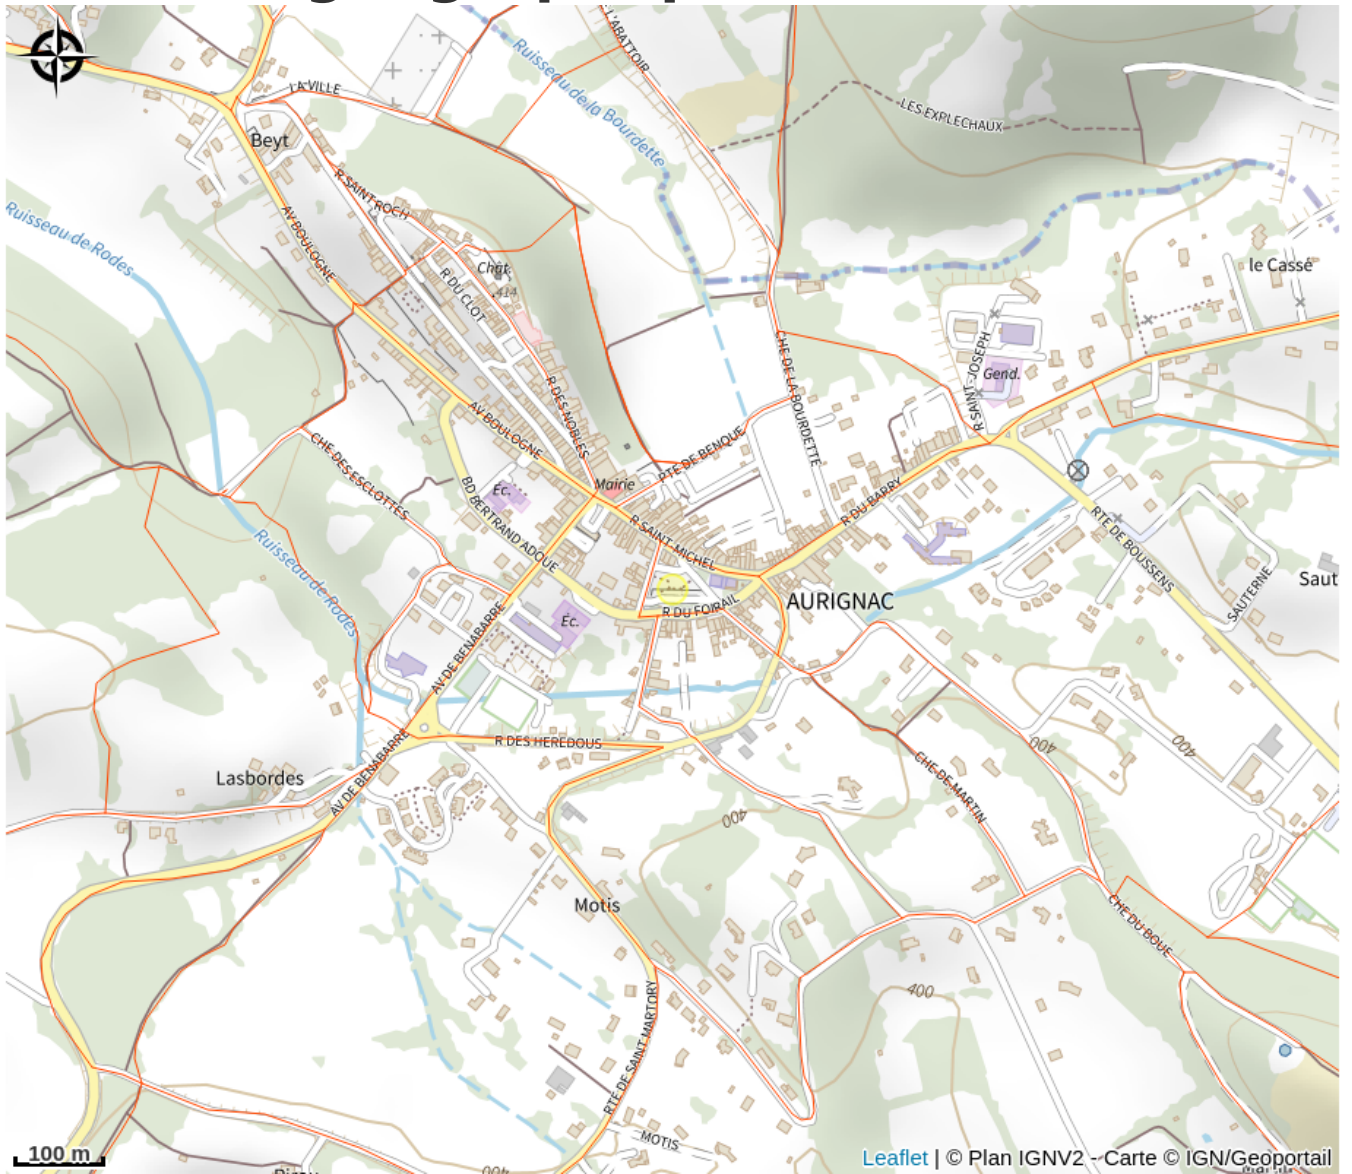 L'ABATTOIR
Ruisseau de la Bourdette
LA VILLE
LES EXPLECHAUX
Beyt
R SAINT-ROCH
Ruisseau de Rodes
AV BOULOGNE
Chât.
.414
R DU CLOT
le Cassé
CHE DE LA BOURDETTE
R SAINT-JOSEPH
Gend.
R DES NOBLES
AV BOULOGNE
PTE DE BENQUE
CHE DES ESCLOTTES
Ec.
Mairie
BD BERTRAND ADOUE
R SAINT-MICHEL
R DU BARRY
RTE DE BOUSSENS
Ruisseau de Rodes
Saut
SAUTERNE
AURIGNAC
R DU FOIRAIL
Éc.
AV DE BENABARRE
R DES HEREDOUS
400
400
AV DE BENABARRE
Lasbordes
CHE DE MARTIN
400
Motis
CHE DU BOUE
400
RTE DE SAINT-MARTORY
MOTIS
400
100 m
Leaflet | © Plan IGNV2 - Carte © IGN/Geoportail